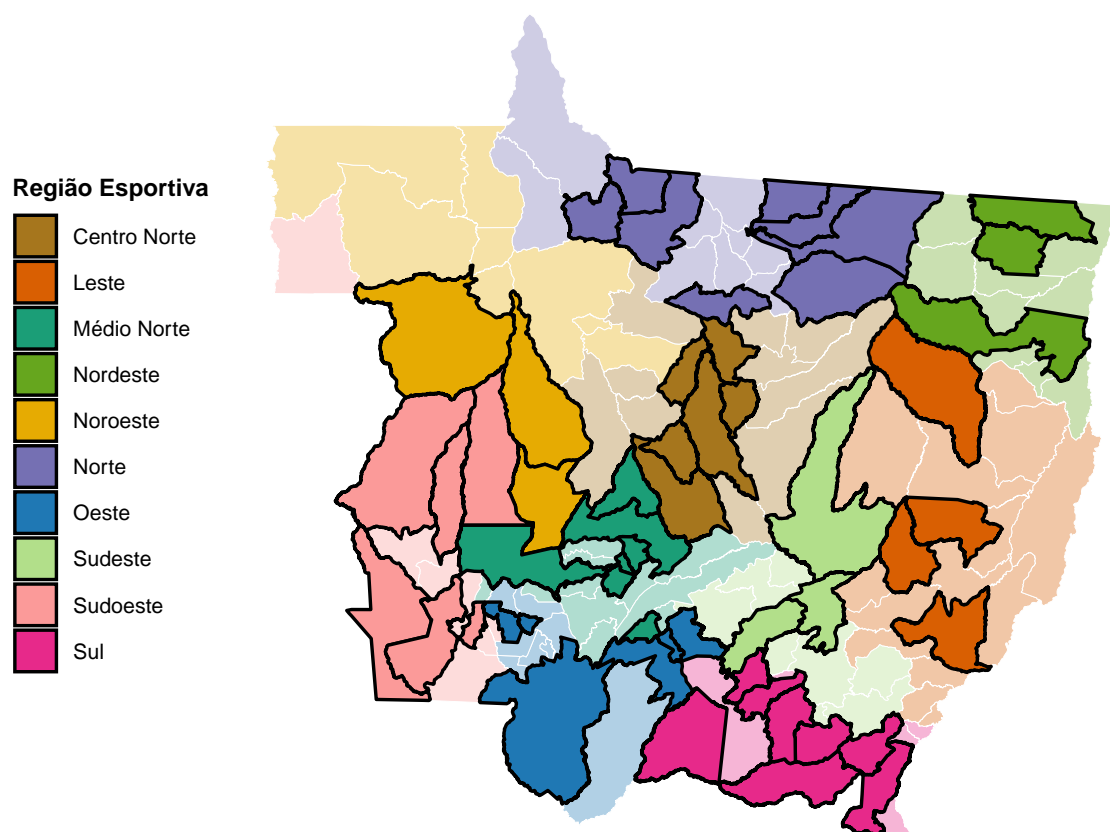 Região Esportiva
Centro Norte
Leste
Médio Norte
Nordeste
Noroeste
Norte
Oeste
Sudeste
Sudoeste
Sul